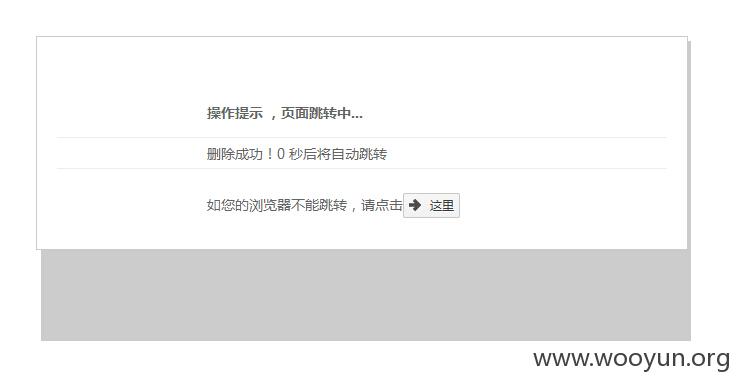 操作提示 ，页面跳转中...
删除成功！0 秒后将自动跳转
如您的浏览器不能跳转，请点击 这里
www.wooyun.org